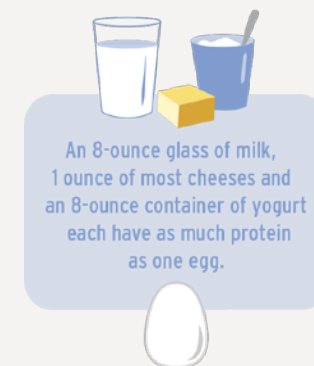 An 8-ounce glass of milk,
1 ounce of most cheeses and
an 8-ounce container of yogurt
each have as much protein
as one egg.